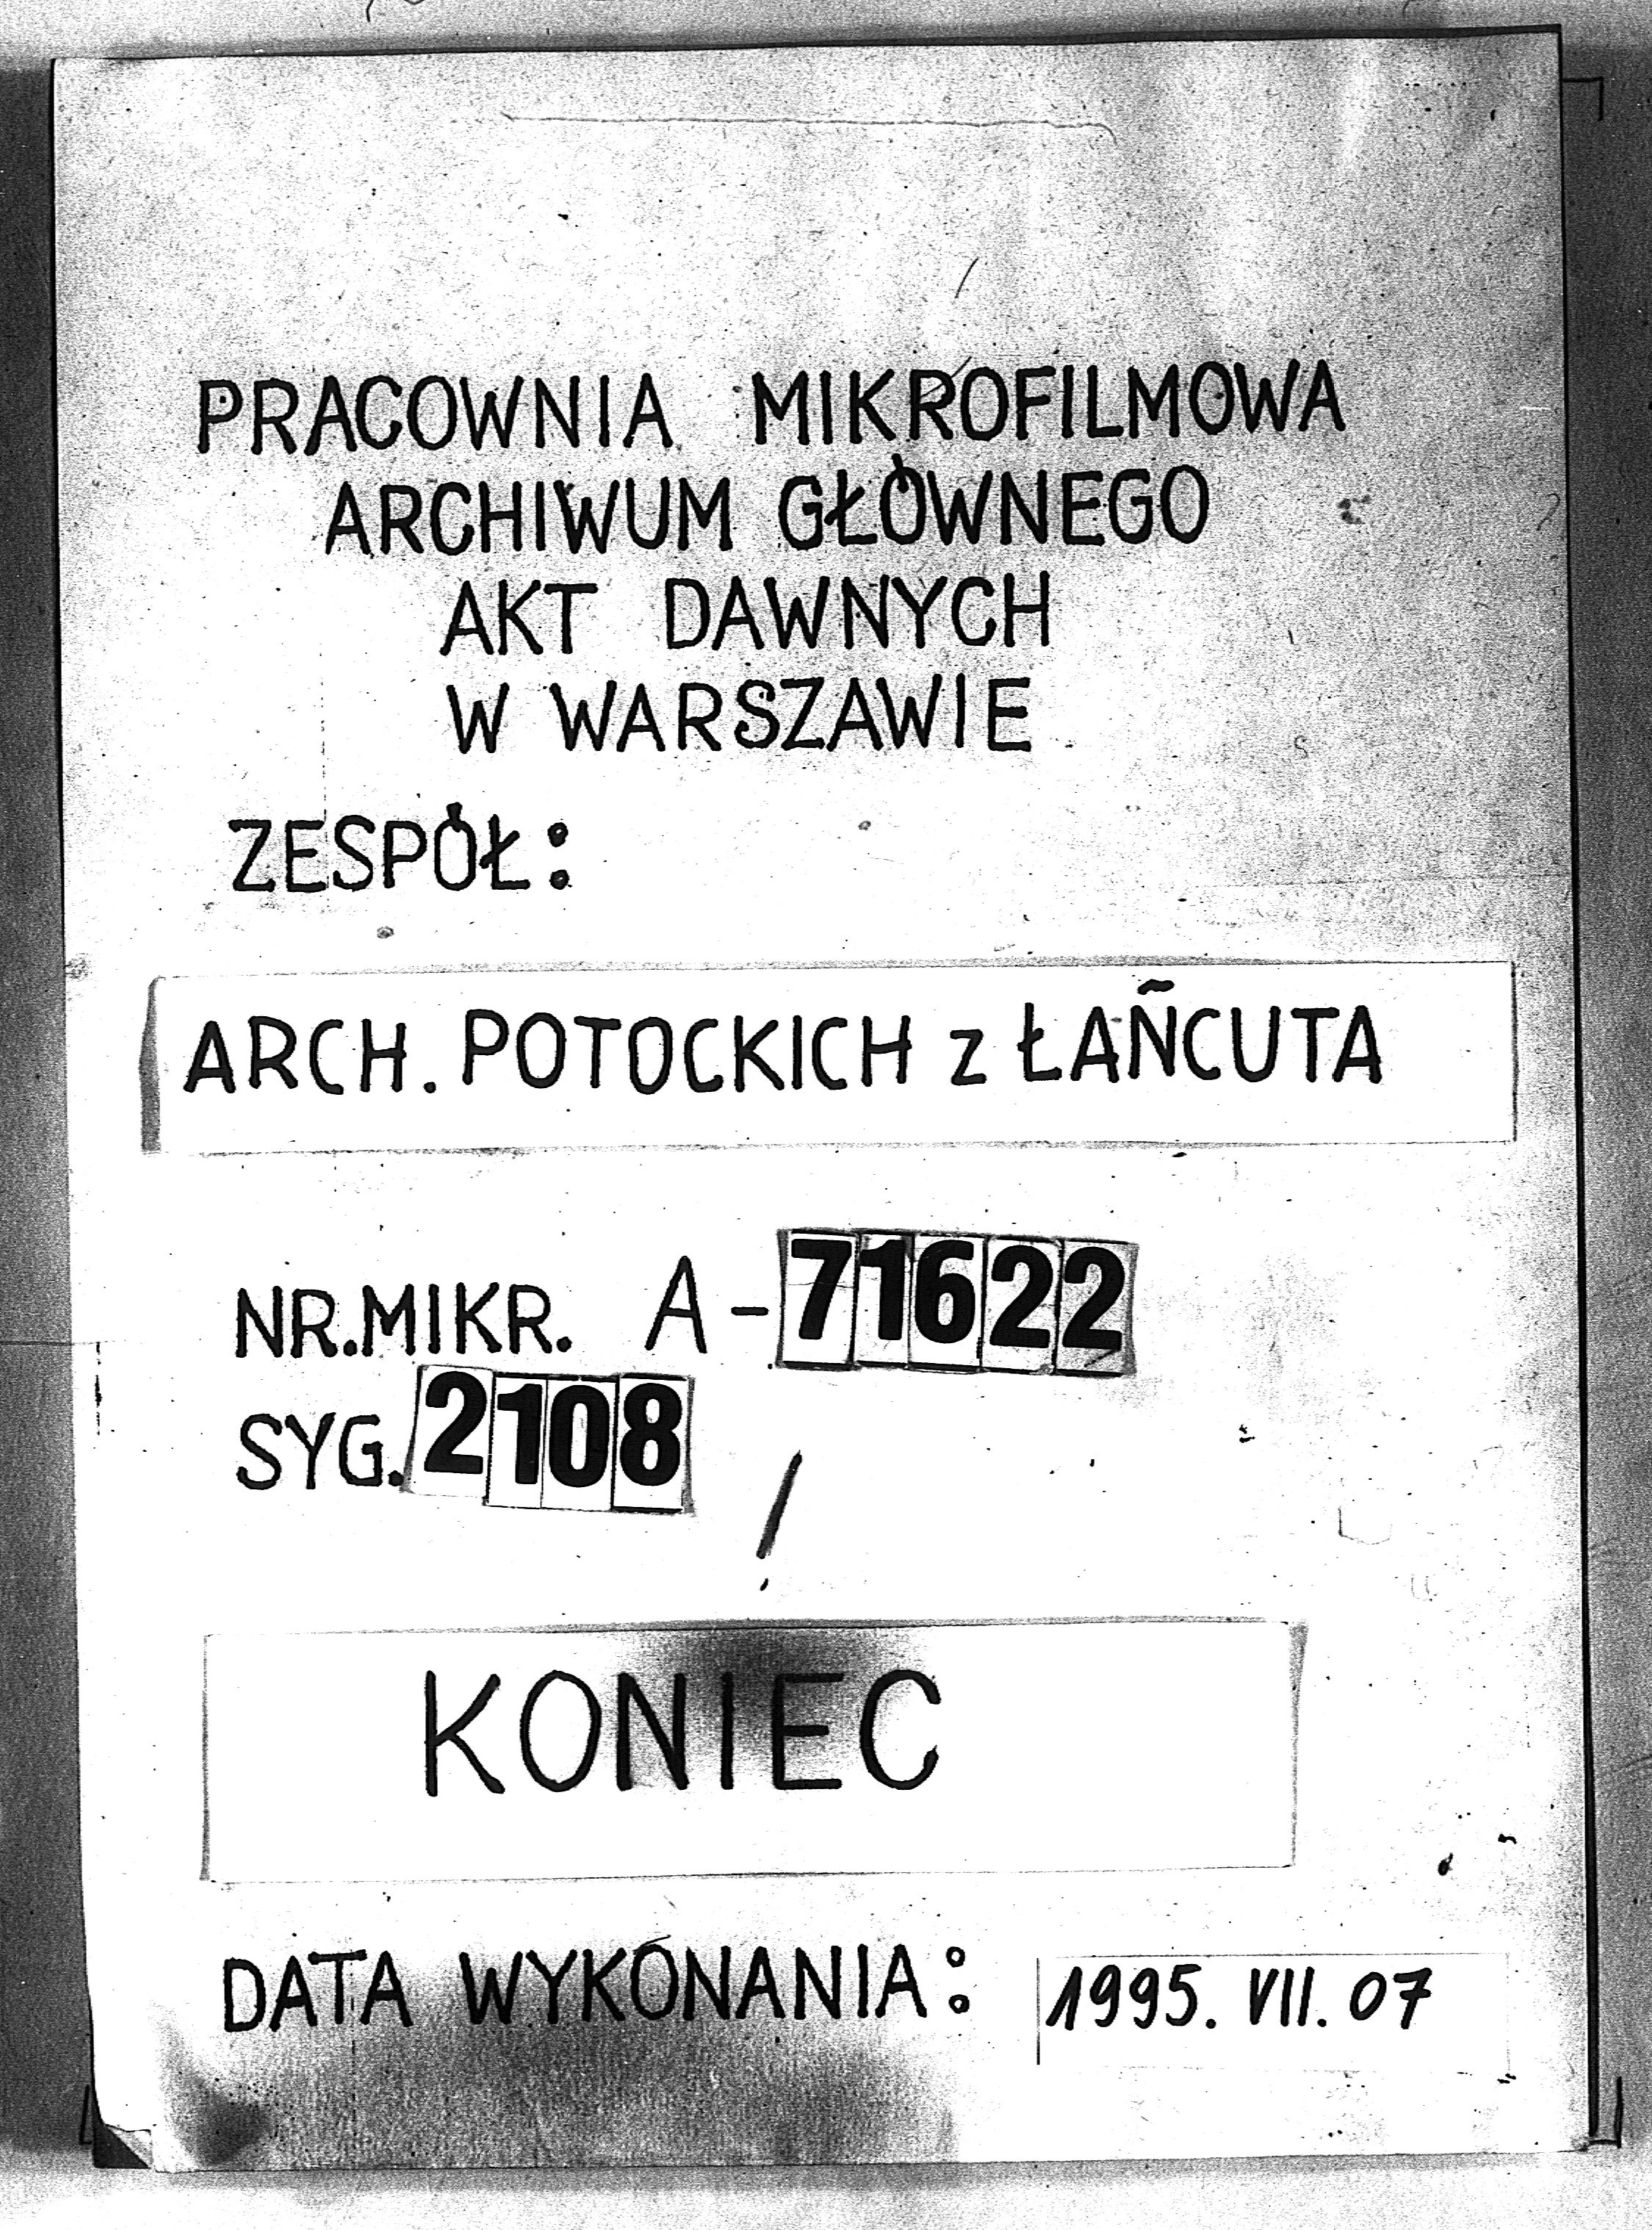 PRACOWNIA MIKROFILMOWA
ARCHIWUM GŁÓWNEGO
AKT DAWNYCH
W WARSZAWIE
ZESPÓŁ:
ARCH. POTOCKICH z ŁAŃCUTA
NR.MIKR. A-71622
SYG. 2108
KONIEC
DATA WYKONANIA: 1995. VII. 07